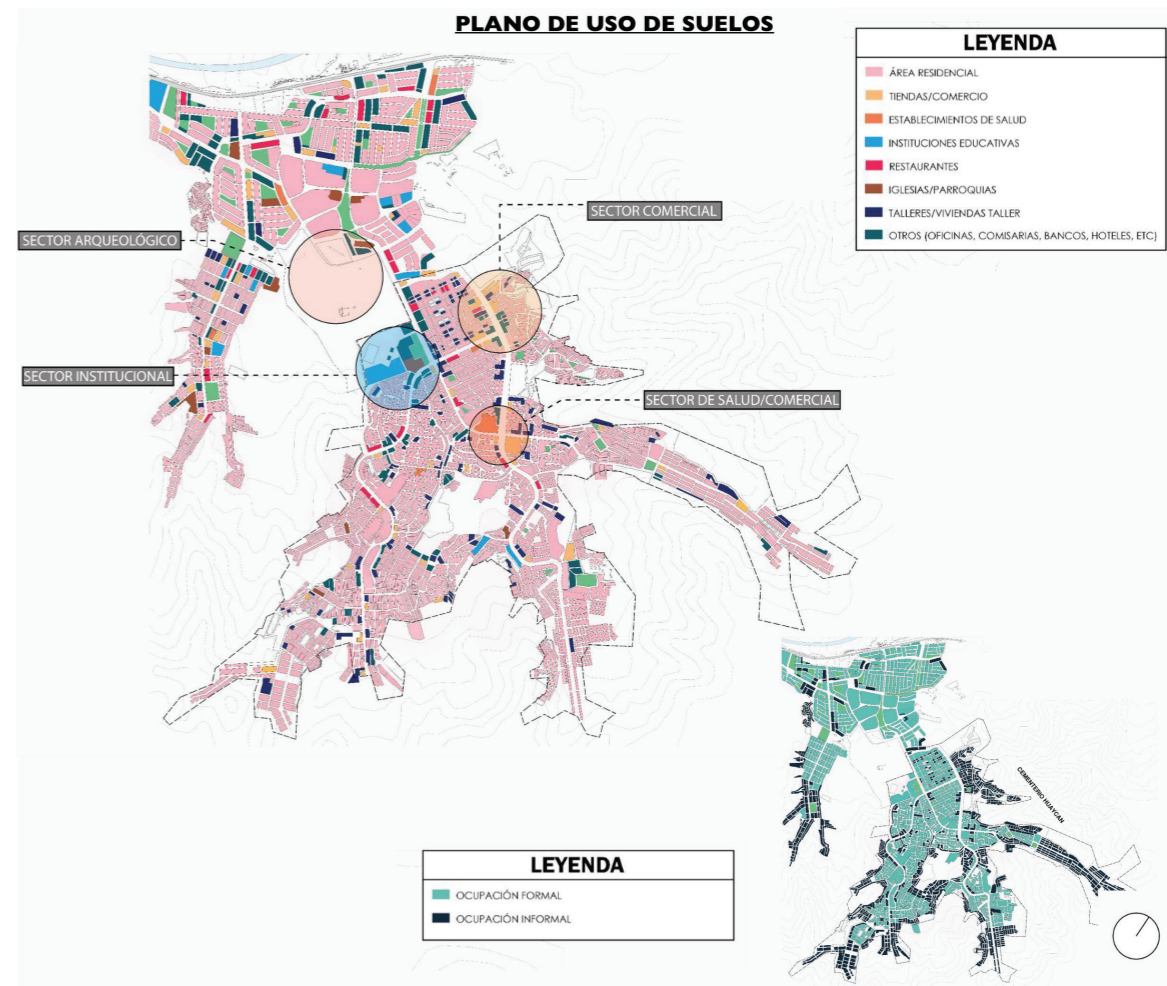 PLANO DE USO DE SUELOS
LEYENDA
ÁREA RESIDENCIAL
TIENDAS/COMERCIO
ESTABLECIMIENTOS DE SALUD
INSTITUCIONES EDUCATIVAS
RESTAURANTES
IGLESIAS/PARROQUIAS
TALLERES/VIVIENDAS TALLER
OTROS (OFICINAS, COMISARIAS, BANCOS, HOTELES, ETC)
SECTOR COMERCIAL
SECTOR ARQUEOLÓGICO
SECTOR INSTITUCIONAL
SECTOR DE SALUD/COMERCIAL
CEMENTERIO HUAYCAN
LEYENDA
OCUPACIÓN FORMAL
OCUPACIÓN INFORMAL